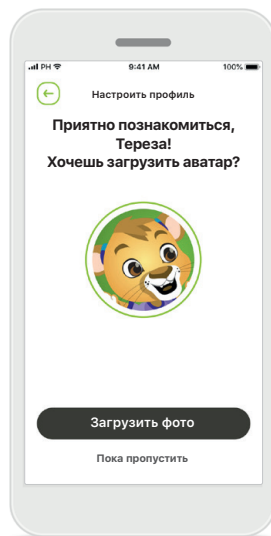 PH
9:41 AM
100%
Настроить профиль
Приятно познакомиться,
Тереза!
Хочешь загрузить аватар?
Загрузить фото
Пока пропустить